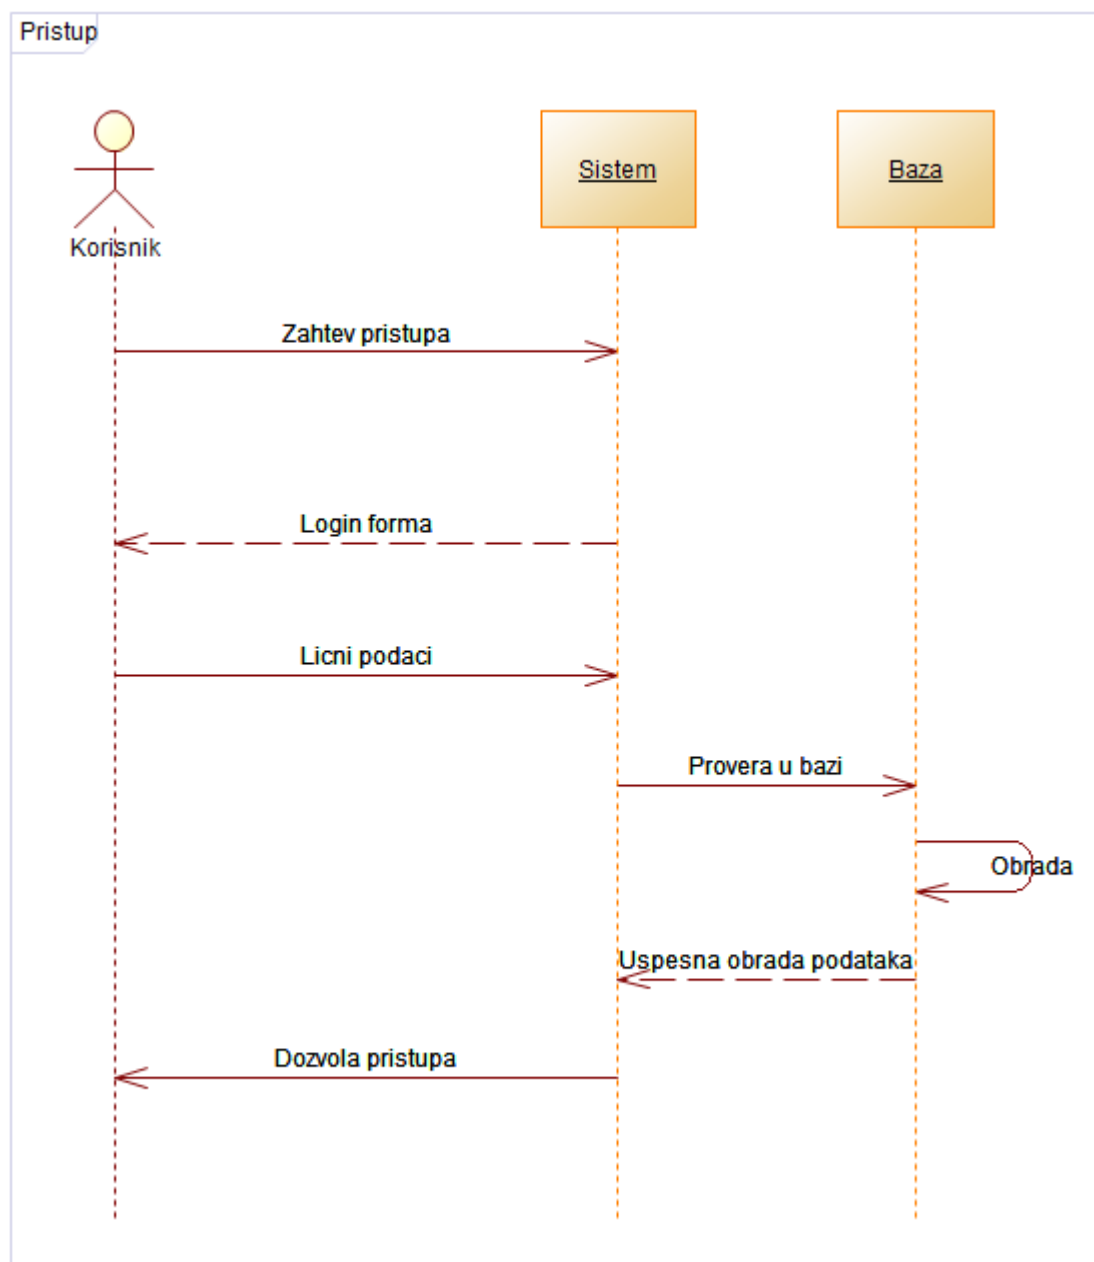 Pristup
Korisnik
Sistem
Baza
Zahtev pristupa
Login forma
Licni podaci
Provera u bazi
Obrada
Uspesna obrada podataka
Dozvola pristupa